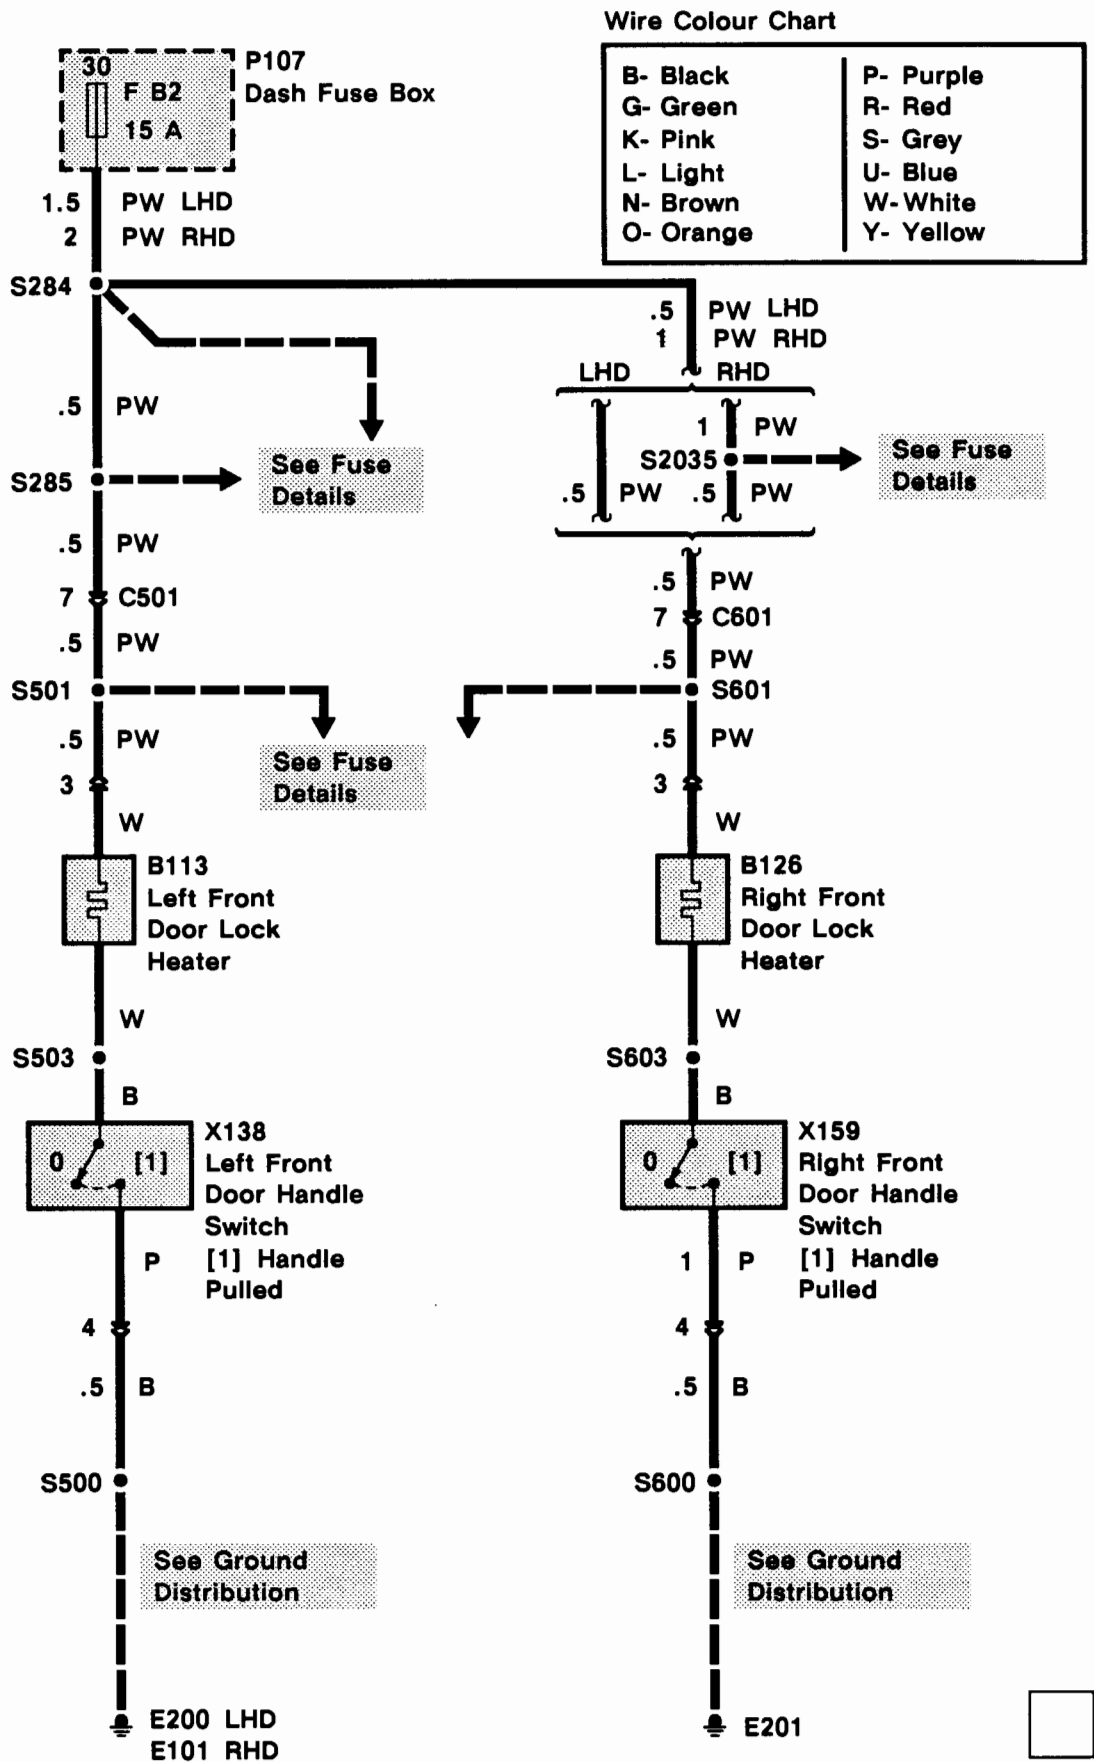 Wire Colour Chart
B- Black
G- Green
K- Pink
L- Light
N- Brown
O- Orange
P- Purple
R- Red
S- Grey
U- Blue
W- White
Y- Yellow
30
F B2
15 A
P107
Dash Fuse Box
1.5 PW LHD
2 PW RHD
S284
.5 PW LHD
1 PW RHD
LHD RHD
.5 PW
1 PW
S2035
See Fuse
Details
.5 PW
.5 PW
S285
See Fuse
Details
.5 PW
7 C501
.5 PW
.5 PW
7 C601
.5 PW
S501
S601
.5 PW
.5 PW
See Fuse
Details
3
3
W
W
B113
Left Front
Door Lock
Heater
B126
Right Front
Door Lock
Heater
W
W
S503
S603
B
B
0 [1]
X138
Left Front
Door Handle
Switch
[1] Handle
Pulled
0 [1]
X159
Right Front
Door Handle
Switch
[1] Handle
Pulled
P
1 P
4
4
.5 B
.5 B
S500
S600
See Ground
Distribution
See Ground
Distribution
E200 LHD
E101 RHD
E201